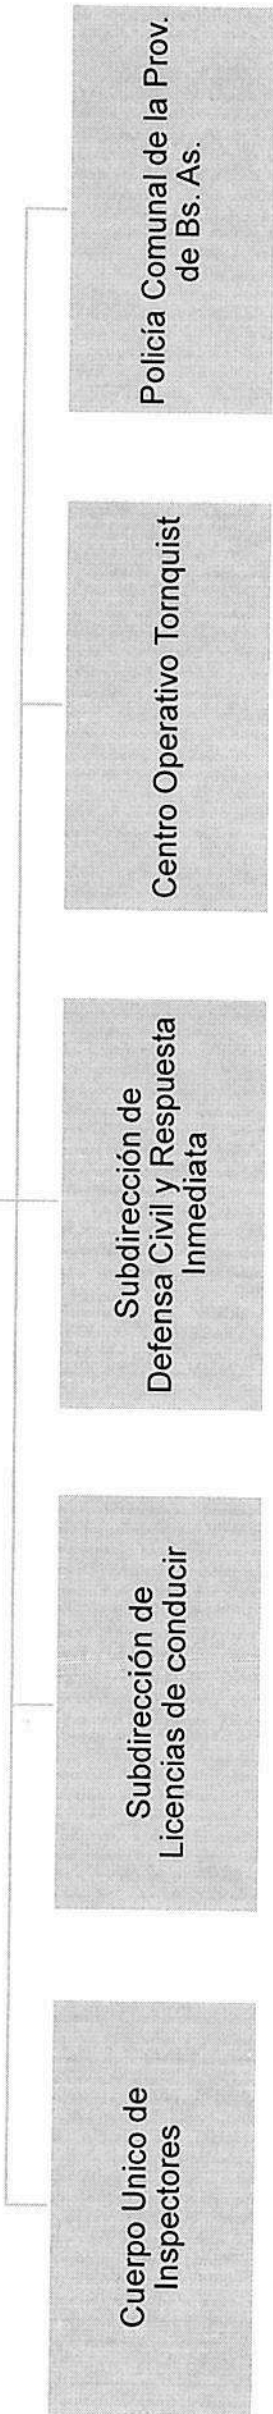 Cuerpo Unico de
Inspectores
Subdirección de
Licencias de conducir
Subdirección de
Defensa Civil y Respuesta
Inmediata
Centro Operativo Tornquist
Policía Comunal de la Prov.
de Bs. As.